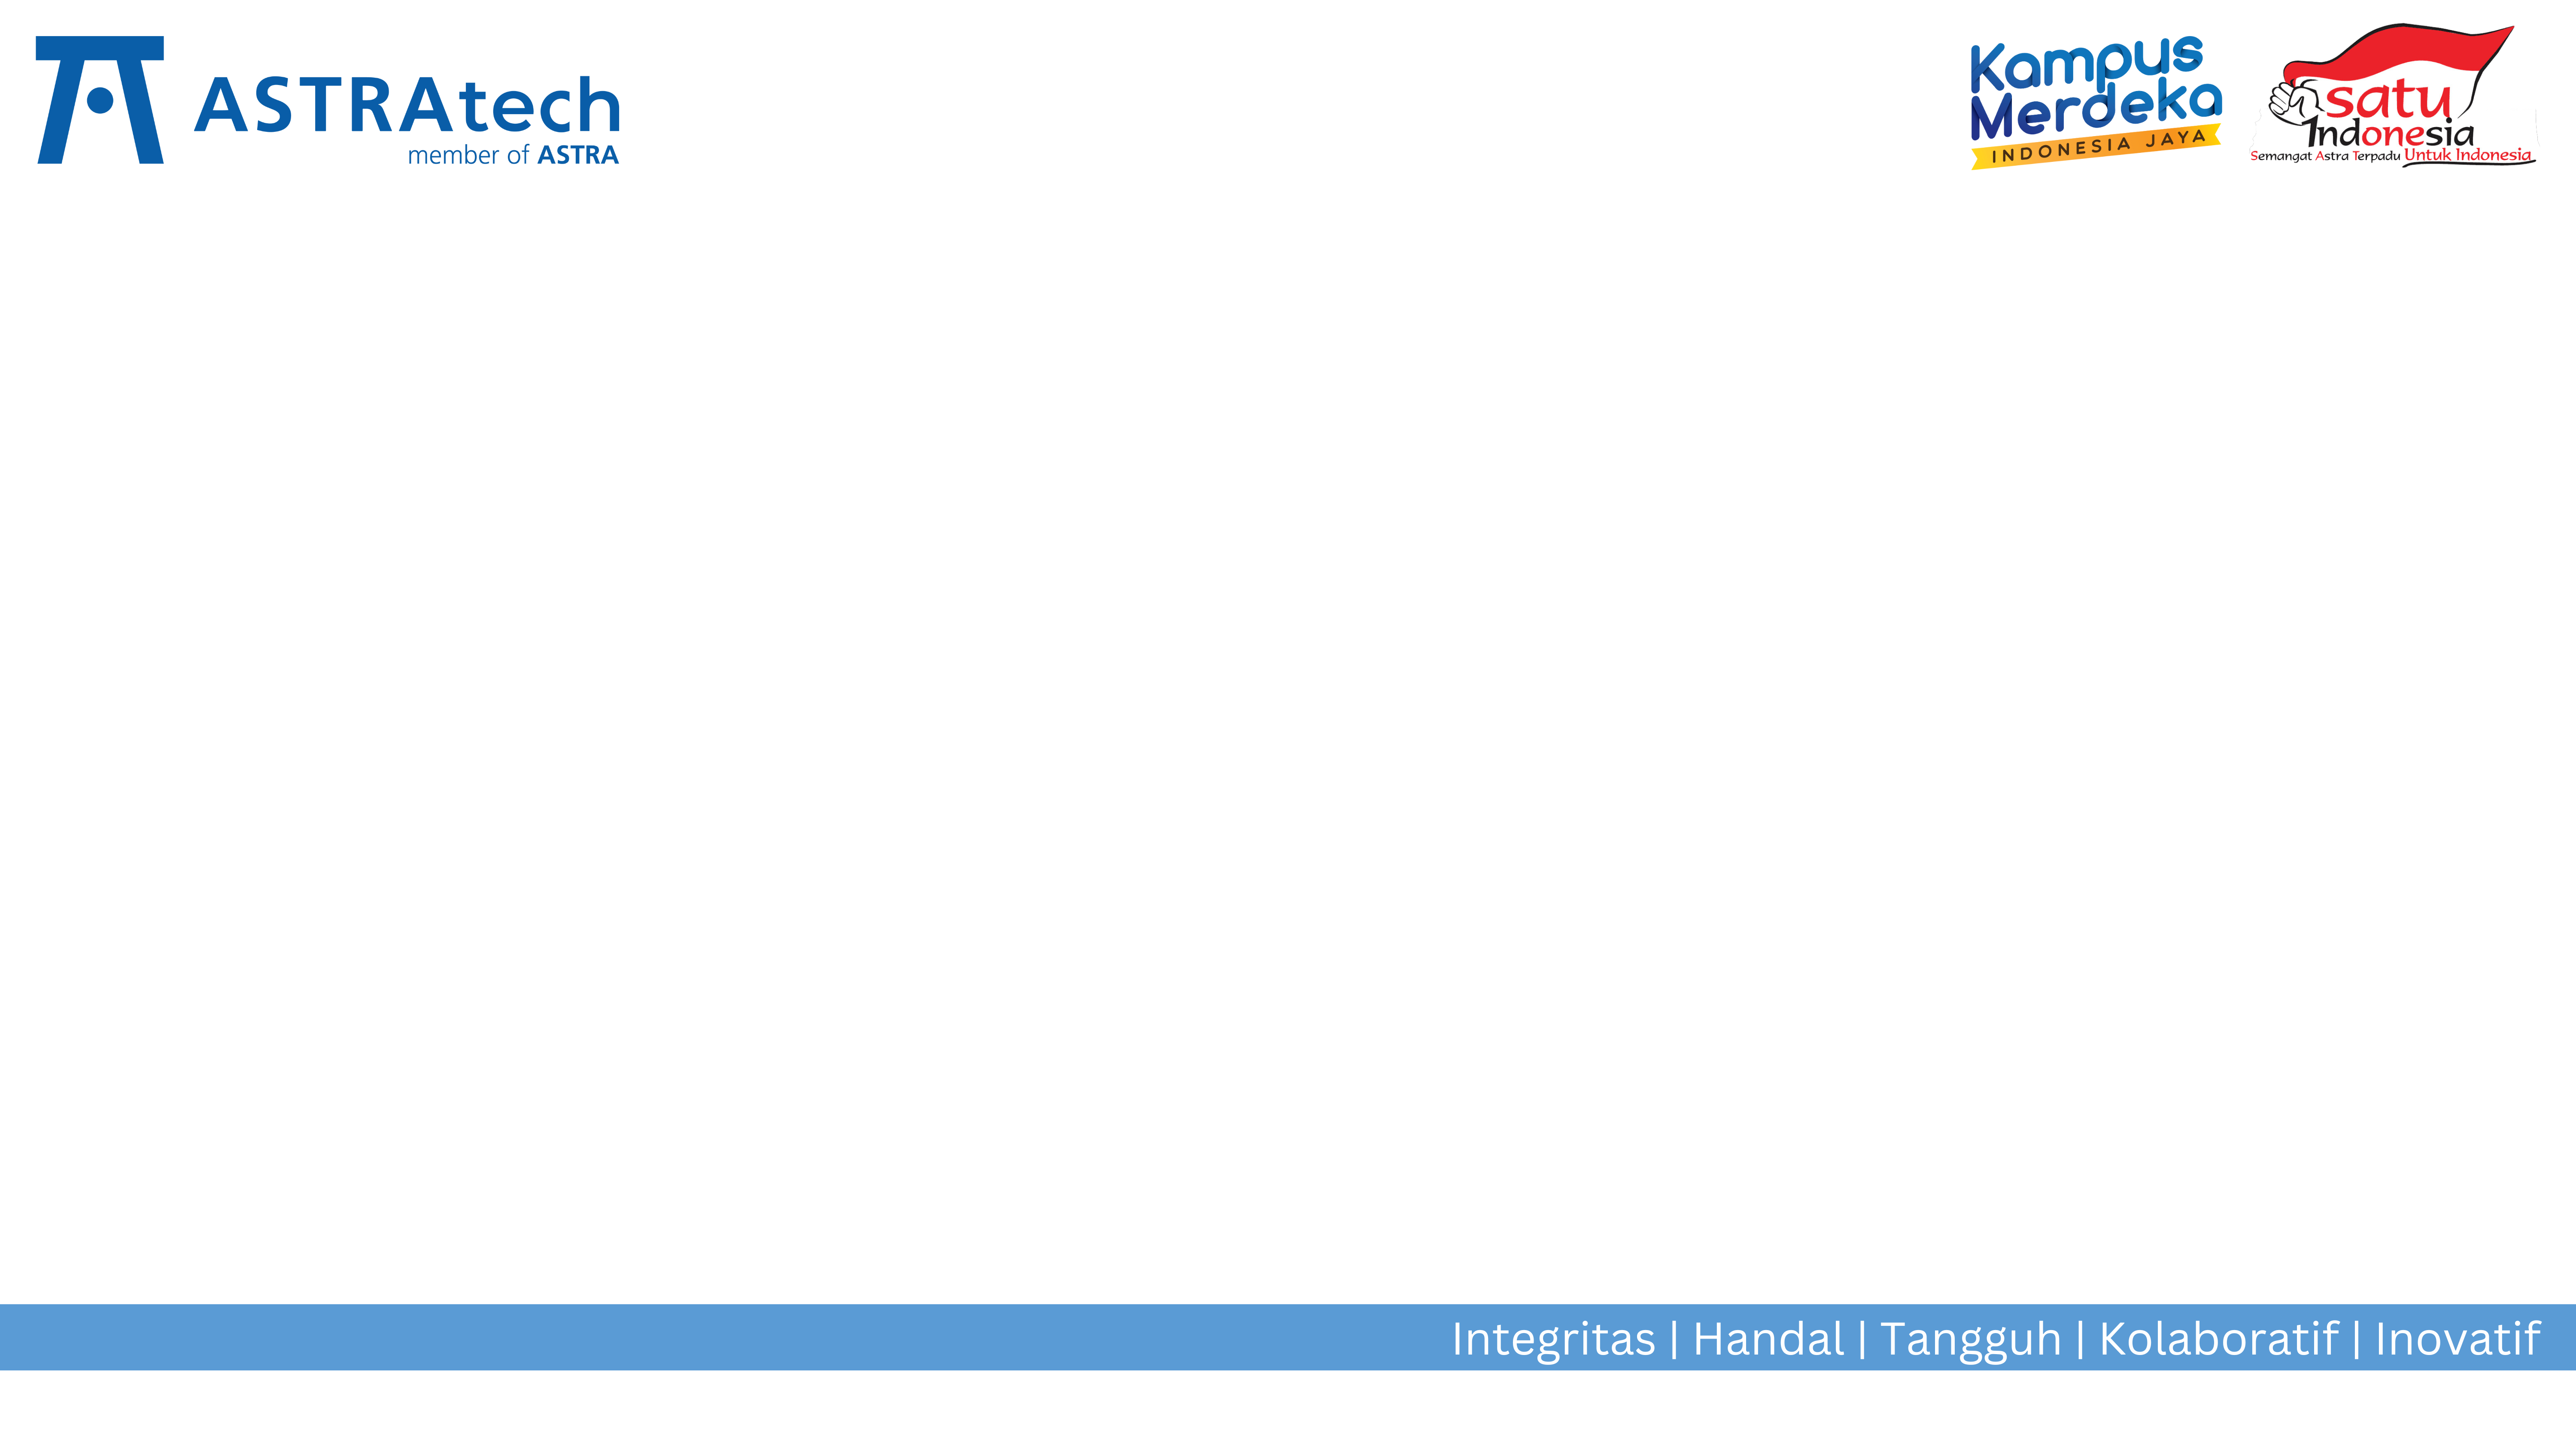 ASTRAtech
member of ASTRA
Kampus
Merdeka
INDONESIA JAYA
satu
Indonesia
Semangat Astra Terpadu Untuk Indonesia
Integritas | Handal | Tangguh | Kolaboratif | Inovatif